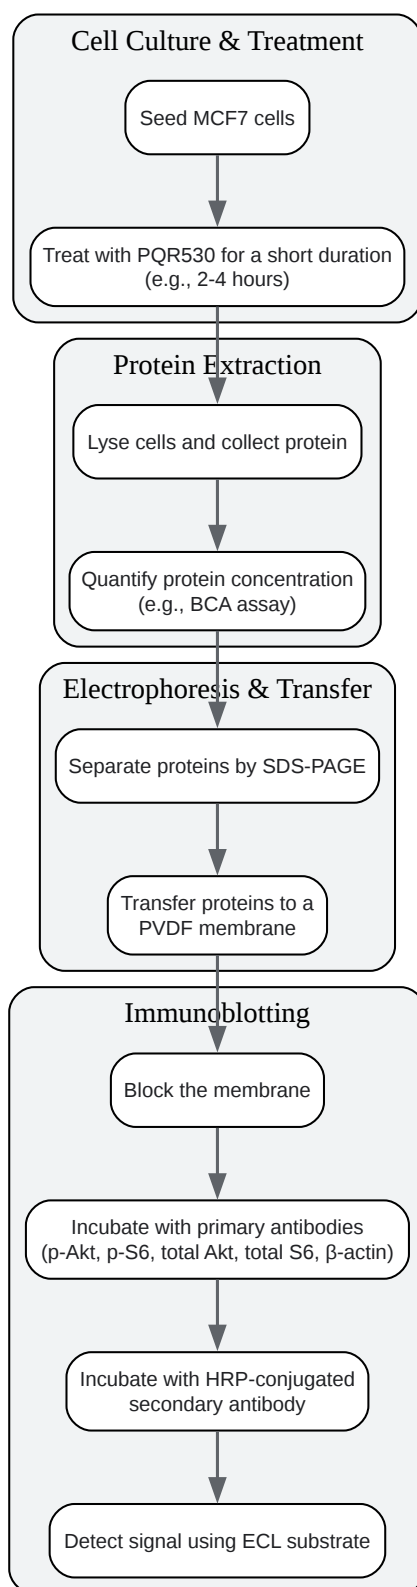 Cell Culture & Treatment
Seed MCF7 cells
Treat with PQR530 for a short duration
(e.g., 2-4 hours)
Protein Extraction
Lyse cells and collect protein
Quantify protein concentration
(e.g., BCA assay)
Electrophoresis & Transfer
Separate proteins by SDS-PAGE
Transfer proteins to a
PVDF membrane
Immunoblotting
Block the membrane
Incubate with primary antibodies
(p-Akt, p-S6, total Akt, total S6, β-actin)
Incubate with HRP-conjugated
secondary antibody
Detect signal using ECL substrate